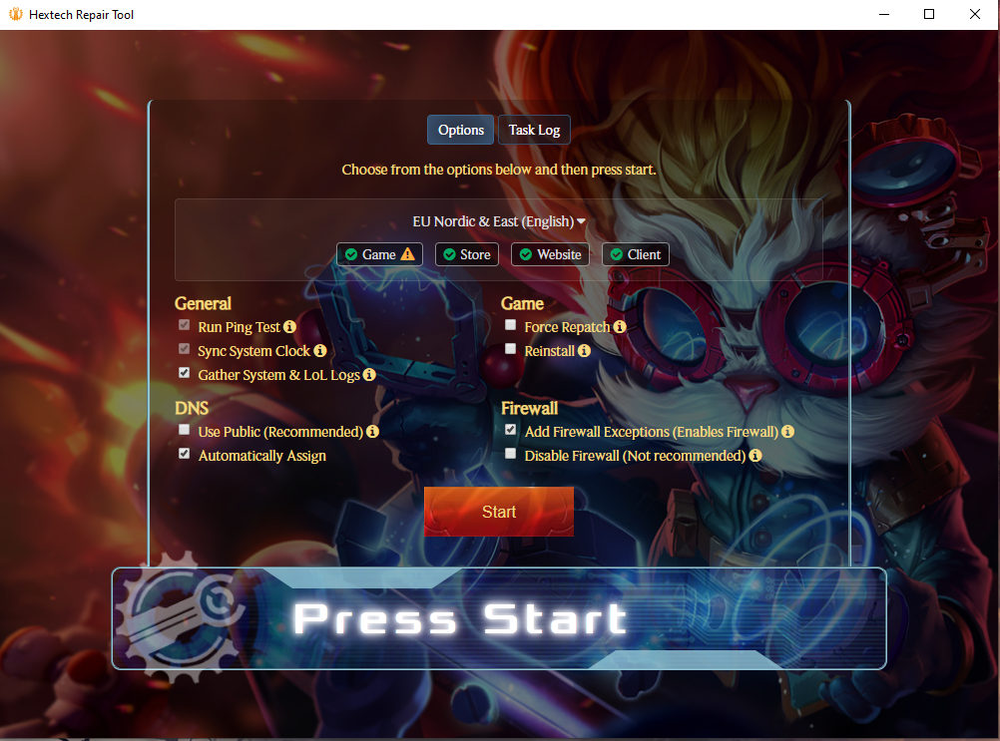 Hextech Repair Tool
Options Task Log
Choose from the options below and then press start.
EU Nordic & East (English)
Game Store Website Client
General
Run Ping Test
Sync System Clock
Gather System & LoL Logs
Game
Force Repatch
Reinstall
DNS
Use Public (Recommended)
Automatically Assign
Firewall
Add Firewall Exceptions (Enables Firewall)
Disable Firewall (Not recommended)
Start
Press Start